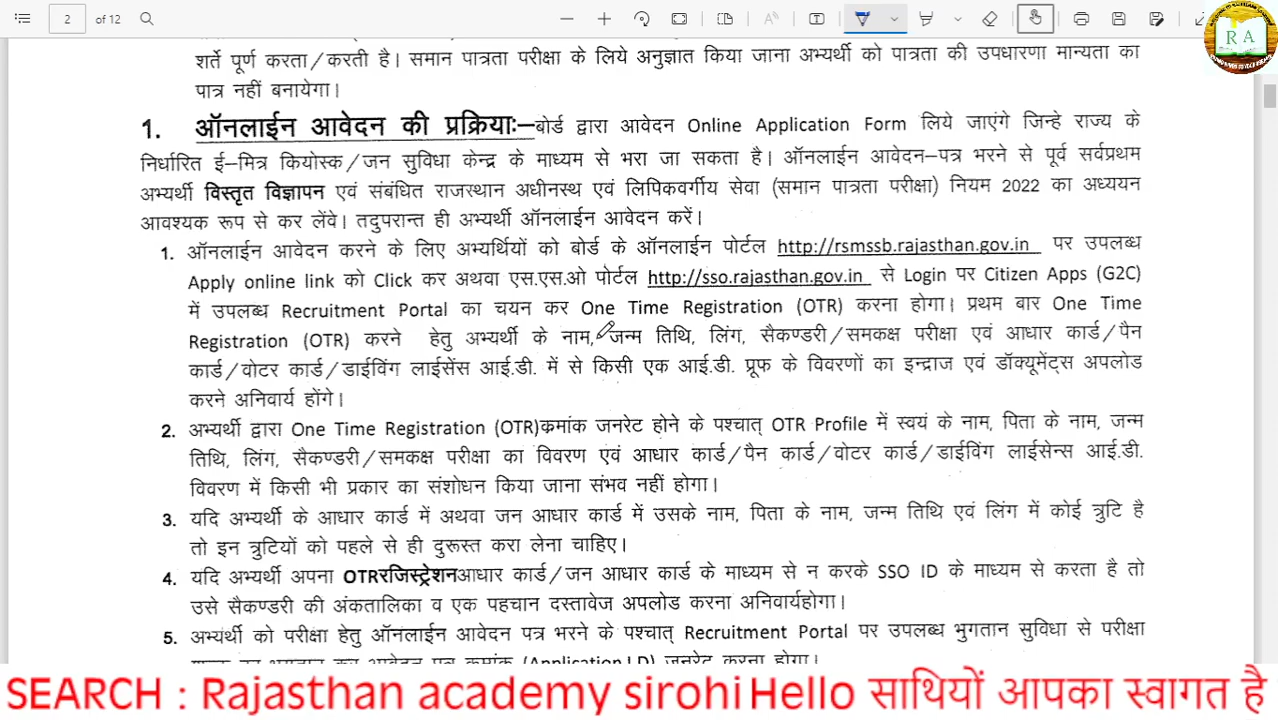 2 of 12
RA
शर्ते पूर्ण करता/करती है। समान पात्रता परीक्षा के लिये अनुज्ञात किया जाना अभ्यर्थी को पात्रता की उपधारणा मान्यता का
पात्र नहीं बनायेगा।
1. ऑनलाईन आवेदन की प्रक्रियाः–बोर्ड द्वारा आवेदन Online Application Form लिये जाएंगे जिन्हे राज्य के
निर्धारित ई–मित्र कियोस्क/जन सुविधा केन्द्र के माध्यम से भरा जा सकता है। ऑनलाईन आवेदन–पत्र भरने से पूर्व सर्वप्रथम
अभ्यर्थी विस्तृत विज्ञापन एवं संबंधित राजस्थान अधीनस्थ एवं लिपिकवर्गीय सेवा (समान पात्रता परीक्षा) नियम 2022 का अध्ययन
आवश्यक रूप से कर लेंवे। तदुपरान्त ही अभ्यर्थी ऑनलाईन आवेदन करें।
1. ऑनलाईन आवेदन करने के लिए अभ्यर्थियों को बोर्ड के ऑनलाईन पोर्टल http://rsmssb.rajasthan.gov.in पर उपलब्ध
Apply online link को Click कर अथवा एस.एस.ओ पोर्टल http://sso.rajasthan.gov.in से Login पर Citizen Apps (G2C)
में उपलब्ध Recruitment Portal का चयन कर One Time Registration (OTR) करना होगा। प्रथम बार One Time
Registration (OTR) करने हेतु अभ्यर्थी के नाम, जन्म तिथि, लिंग, सैकण्डरी/समकक्ष परीक्षा एवं आधार कार्ड/पैन
कार्ड/वोटर कार्ड/डाईविंग लाईसेंस आई.डी. में से किसी एक आई.डी. प्रूफ के विवरणों का इन्द्राज एवं डॉक्यूमेंट्स अपलोड
करने अनिवार्य होंगे।
2. अभ्यर्थी द्वारा One Time Registration (OTR)क्रमांक जनरेट होने के पश्चात् OTR Profile में स्वयं के नाम, पिता के नाम, जन्म
तिथि, लिंग, सैकण्डरी/समकक्ष परीक्षा का विवरण एंवं आधार कार्ड/पैन कार्ड/वोटर कार्ड/डाईविंग लाईसेन्स आई.डी.
विवरण में किसी भी प्रकार का संशोधन किया जाना संभव नहीं होगा।
3. यदि अभ्यर्थी के आधार कार्ड में अथवा जन आधार कार्ड में उसके नाम, पिता के नाम, जन्म तिथि एवं लिंग में कोई त्रुटि है
तो इन त्रुटियों को पहले से ही दुरूस्त करा लेना चाहिए।
4. यदि अभ्यर्थी अपना OTRरजिस्ट्रेशनआधार कार्ड/जन आधार कार्ड के माध्यम से न करके SSO ID के माध्यम से करता है तो
उसे सैकण्डरी की अंकतालिका व एक पहचान दस्तावेज अपलोड करना अनिवार्यहोगा।
5. अभ्यर्थी को परीक्षा हेतु ऑनलाईन आवेदन पत्र भरने के पश्चात् Recruitment Portal पर उपलब्ध भुगतान सुविधा से परीक्षा
का भुगतान कर आवेदन पत्र क्रमांक (Application I.D) जनरेट करना होगा।
SEARCH : Rajasthan academy sirohi Hello साथियों आपका स्वागत है